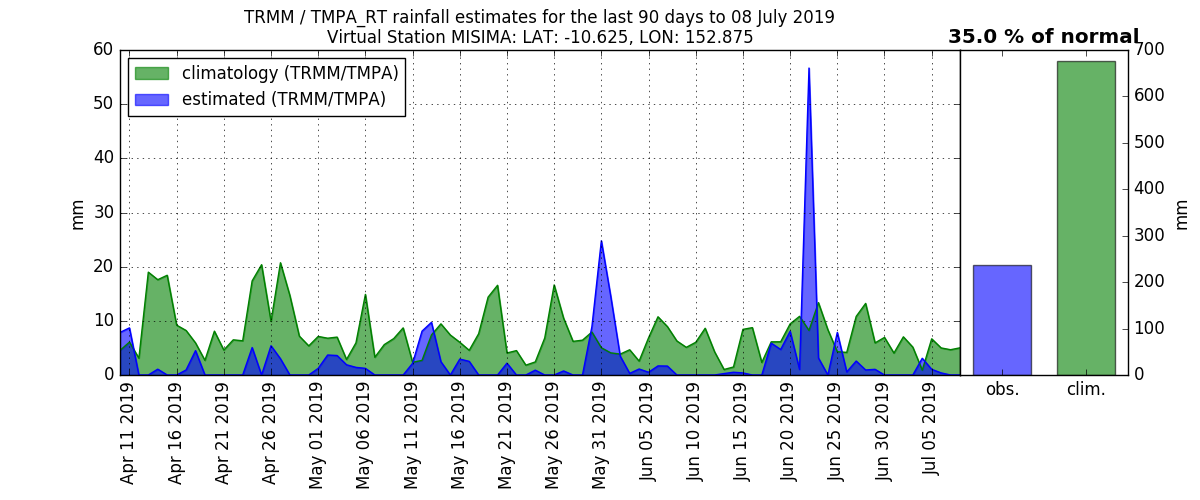 TRMM / TMPA_RT rainfall estimates for the last 90 days to 08 July 2019
Virtual Station MISIMA: LAT: -10.625, LON: 152.875
35.0 % of normal
climatology (TRMM/TMPA)
estimated (TRMM/TMPA)
60
50
40
30
20
10
0
mm
Apr 11 2019
Apr 16 2019
Apr 21 2019
Apr 26 2019
May 01 2019
May 06 2019
May 11 2019
May 16 2019
May 21 2019
May 26 2019
May 31 2019
Jun 05 2019
Jun 10 2019
Jun 15 2019
Jun 20 2019
Jun 25 2019
Jun 30 2019
Jul 05 2019
obs.
clim.
700
600
500
400
300
200
100
0
mm